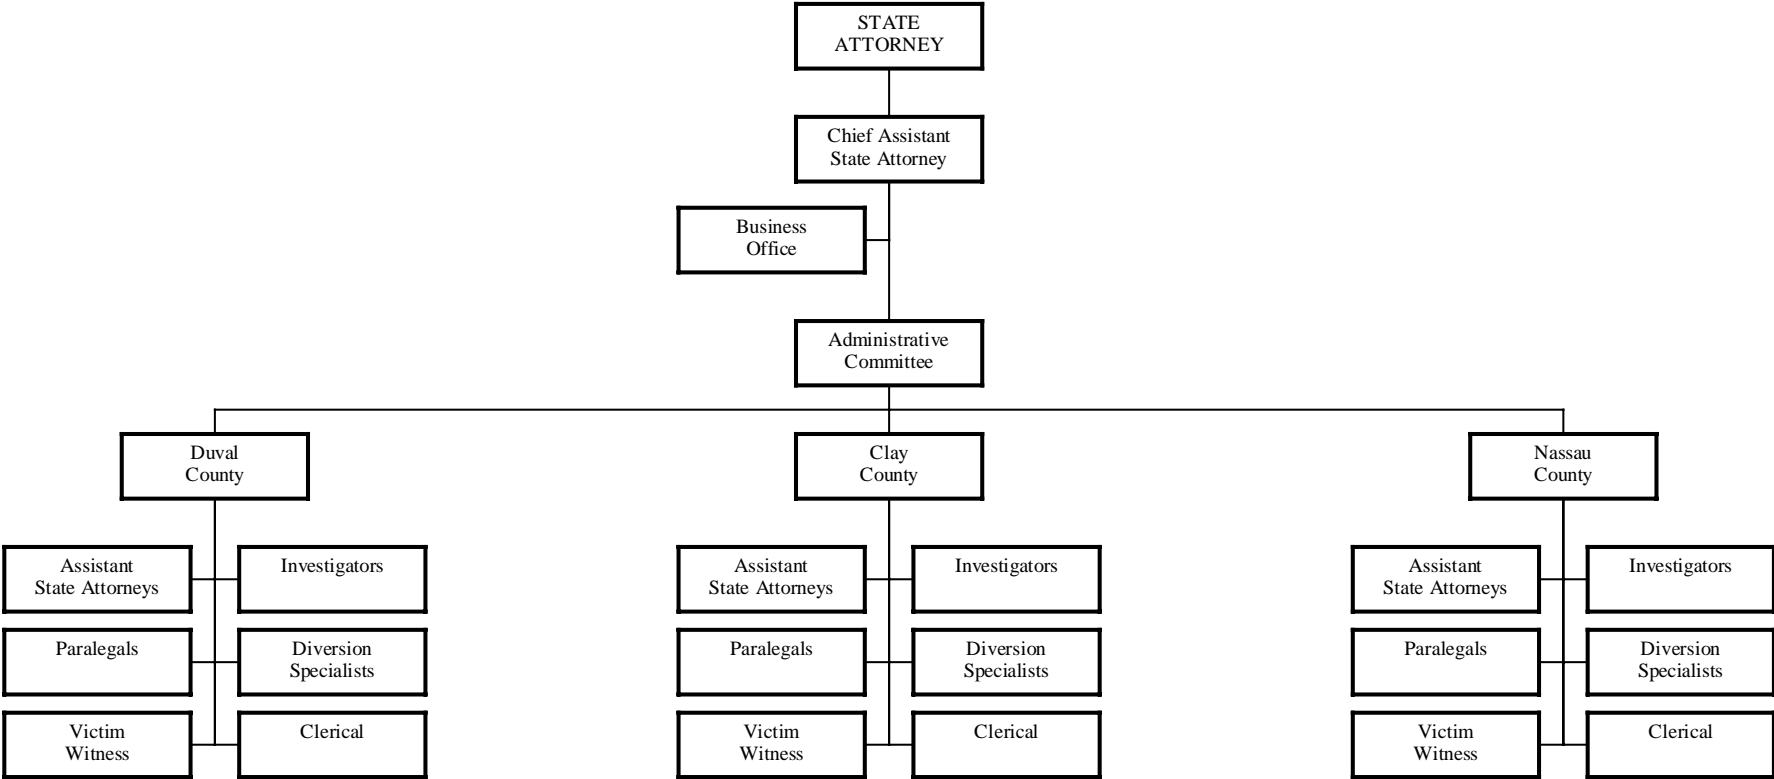 STATE
ATTORNEY
Chief Assistant
State Attorney
Business
Office
Administrative
Committee
Duval
County
Clay
County
Nassau
County
Assistant
State Attorneys
Investigators
Paralegals
Diversion
Specialists
Victim
Witness
Clerical
Assistant
State Attorneys
Investigators
Paralegals
Diversion
Specialists
Victim
Witness
Clerical
Assistant
State Attorneys
Investigators
Paralegals
Diversion
Specialists
Victim
Witness
Clerical